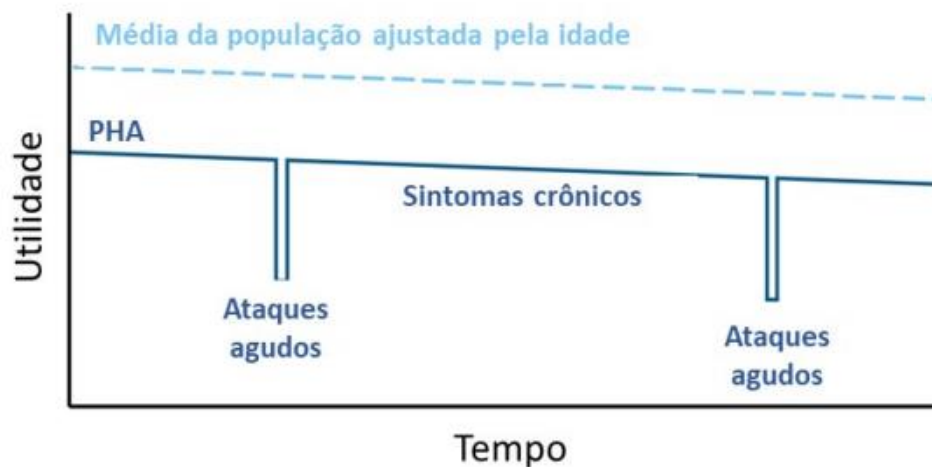 Média da população ajustada pela idade
PHA
Sintomas crônicos
Ataques
agudos
Ataques
agudos
Utilidade
Tempo